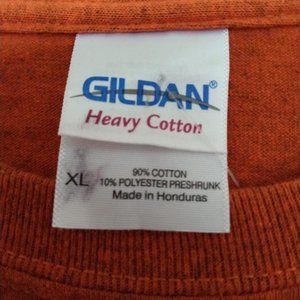 GILDAN®
Heavy Cotton
XL
90% COTTON
10% POLYESTER PRESHRUNK
Made in Honduras